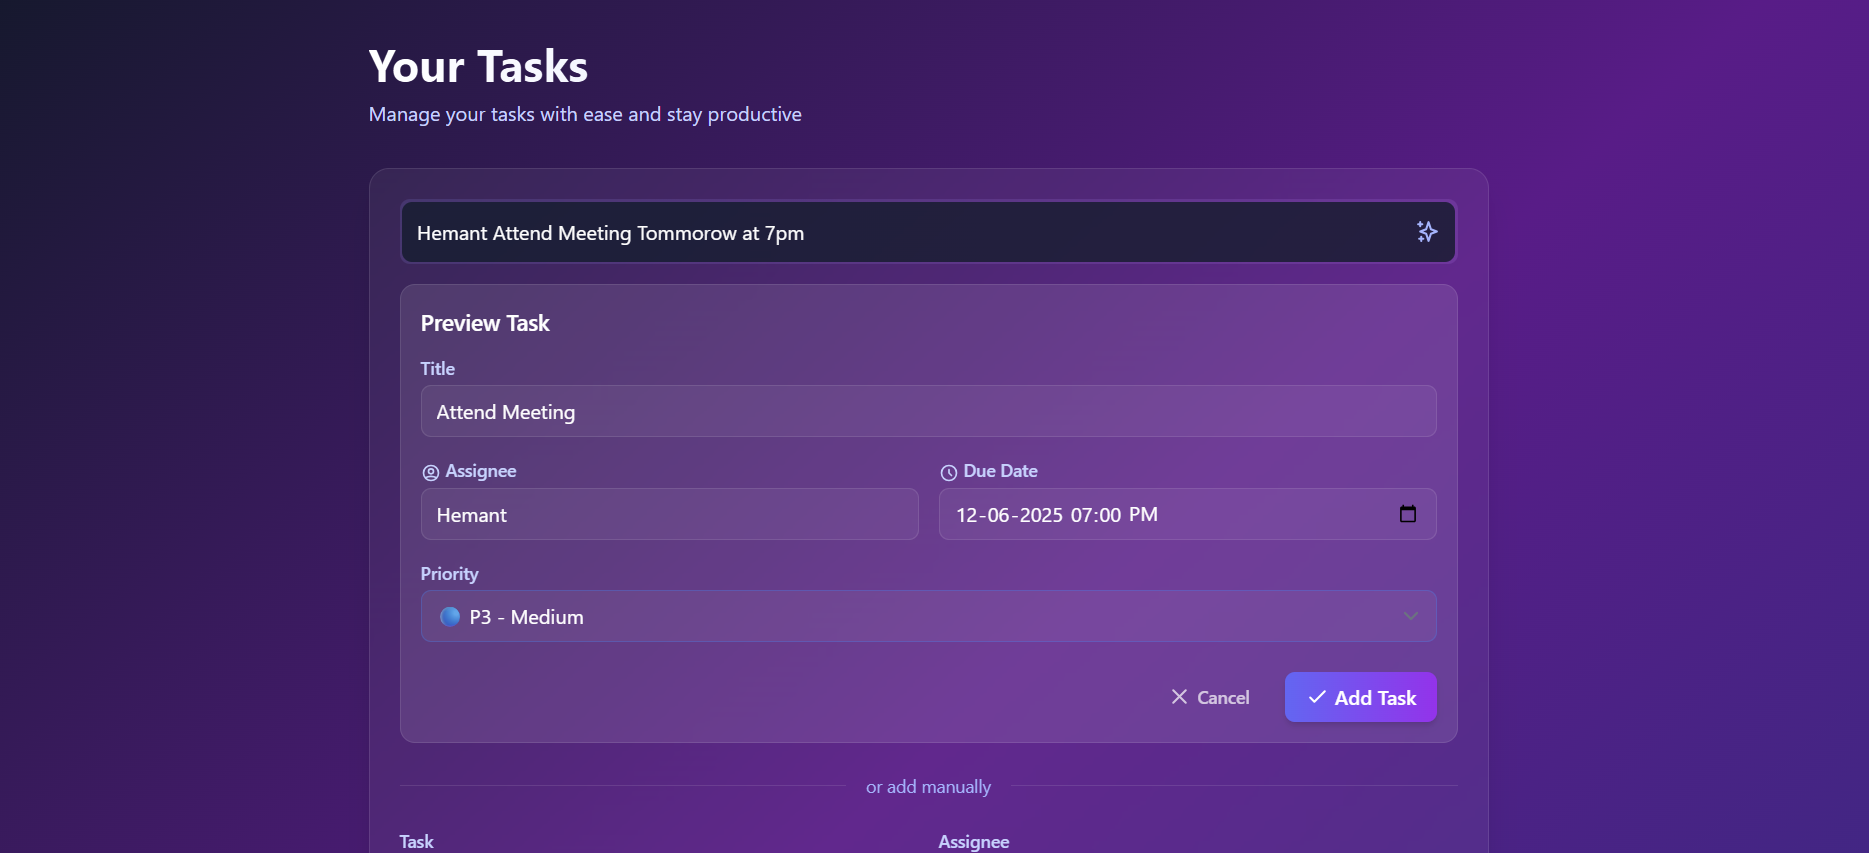 Your Tasks
Manage your tasks with ease and stay productive
Hemant Attend Meeting Tommorow at 7pm
Preview Task
Title
Attend Meeting
Assignee
Due Date
Hemant
12-06-2025 07:00 PM
Priority
P3 - Medium
Cancel
Add Task
or add manually
Task
Assignee